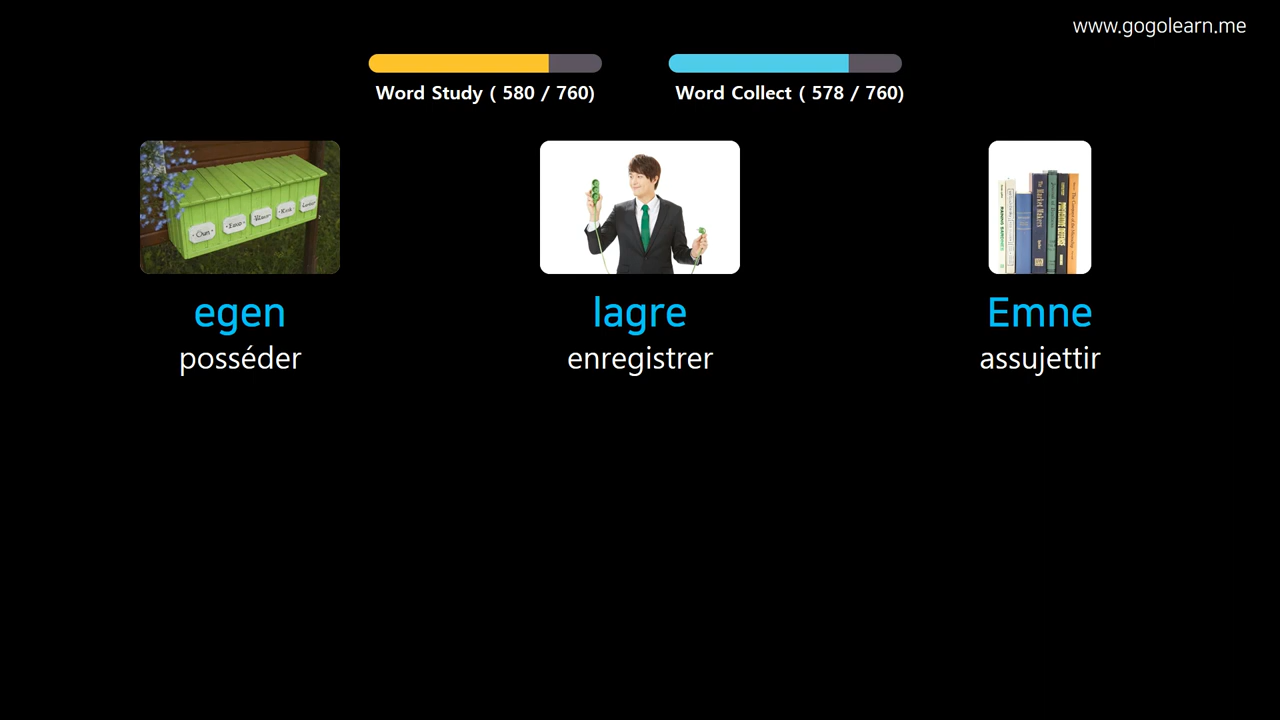 www.gogolearn.me
Word Study ( 580 / 760)
Word Collect ( 578 / 760)
egen
lagre
Emne
posséder
enregistrer
assujettir